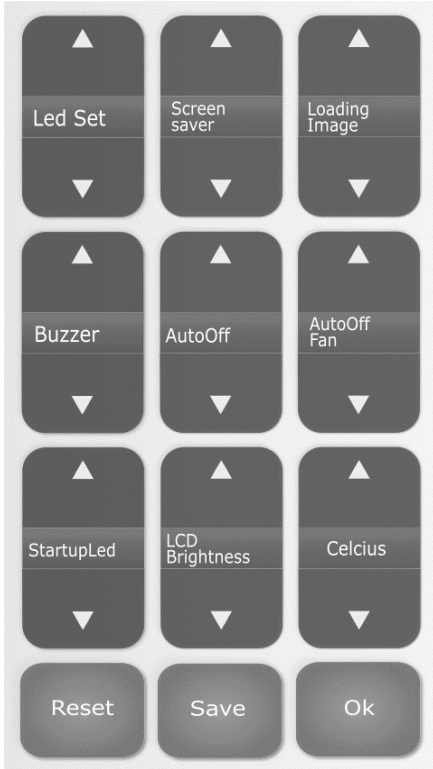 Led Set
Screen
saver
Loading
Image
Buzzer
AutoOff
AutoOff
Fan
StartupLed
LCD
Brightness
Celcius
Reset
Save
Ok